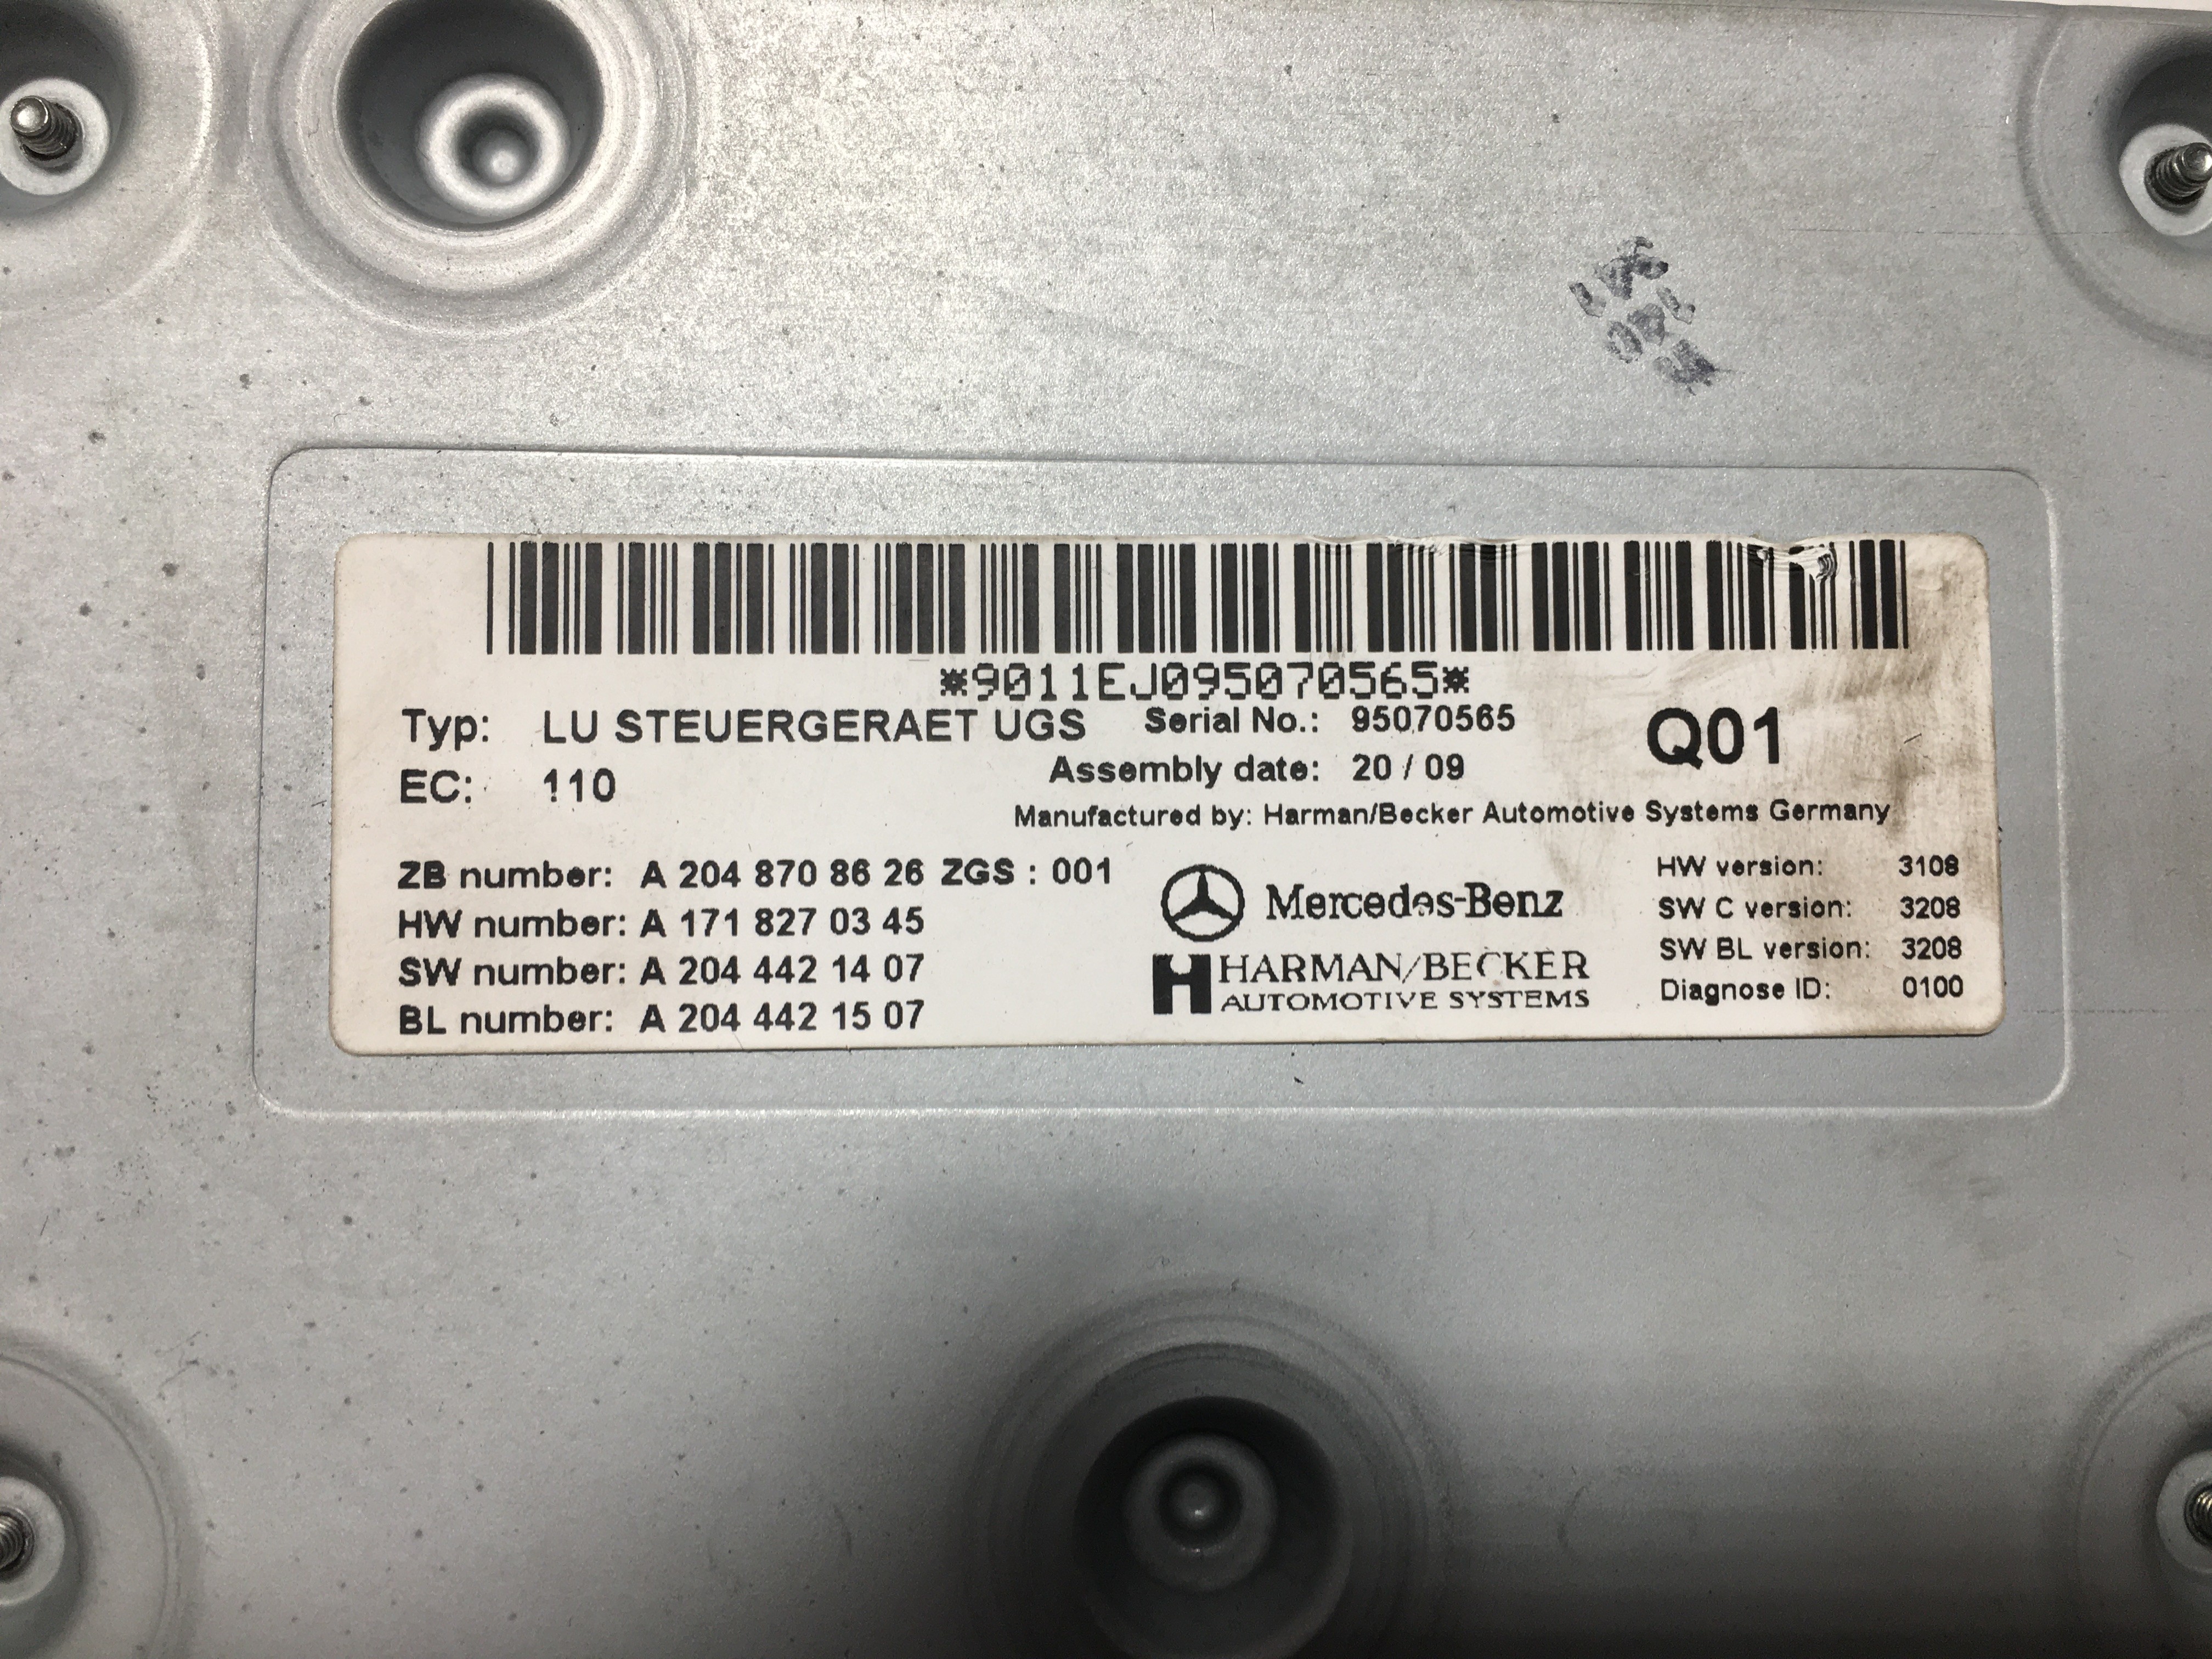 *9011EJ095070565*
Typ: LU STEUERGERAET UGS Serial No.: 95070565 Q01
EC: 110 Assembly date: 20 / 09
Manufactured by: Harman/Becker Automotive Systems Germany
ZB number: A 204 870 86 26 ZGS : 001
HW number: A 171 827 03 45
SW number: A 204 442 14 07
BL number: A 204 442 15 07
Mercedes-Benz
HARMAN/BECKER
AUTOMOTIVE SYSTEMS
HW version: 3108
SW C version: 3208
SW BL version: 3208
Diagnose ID: 0100